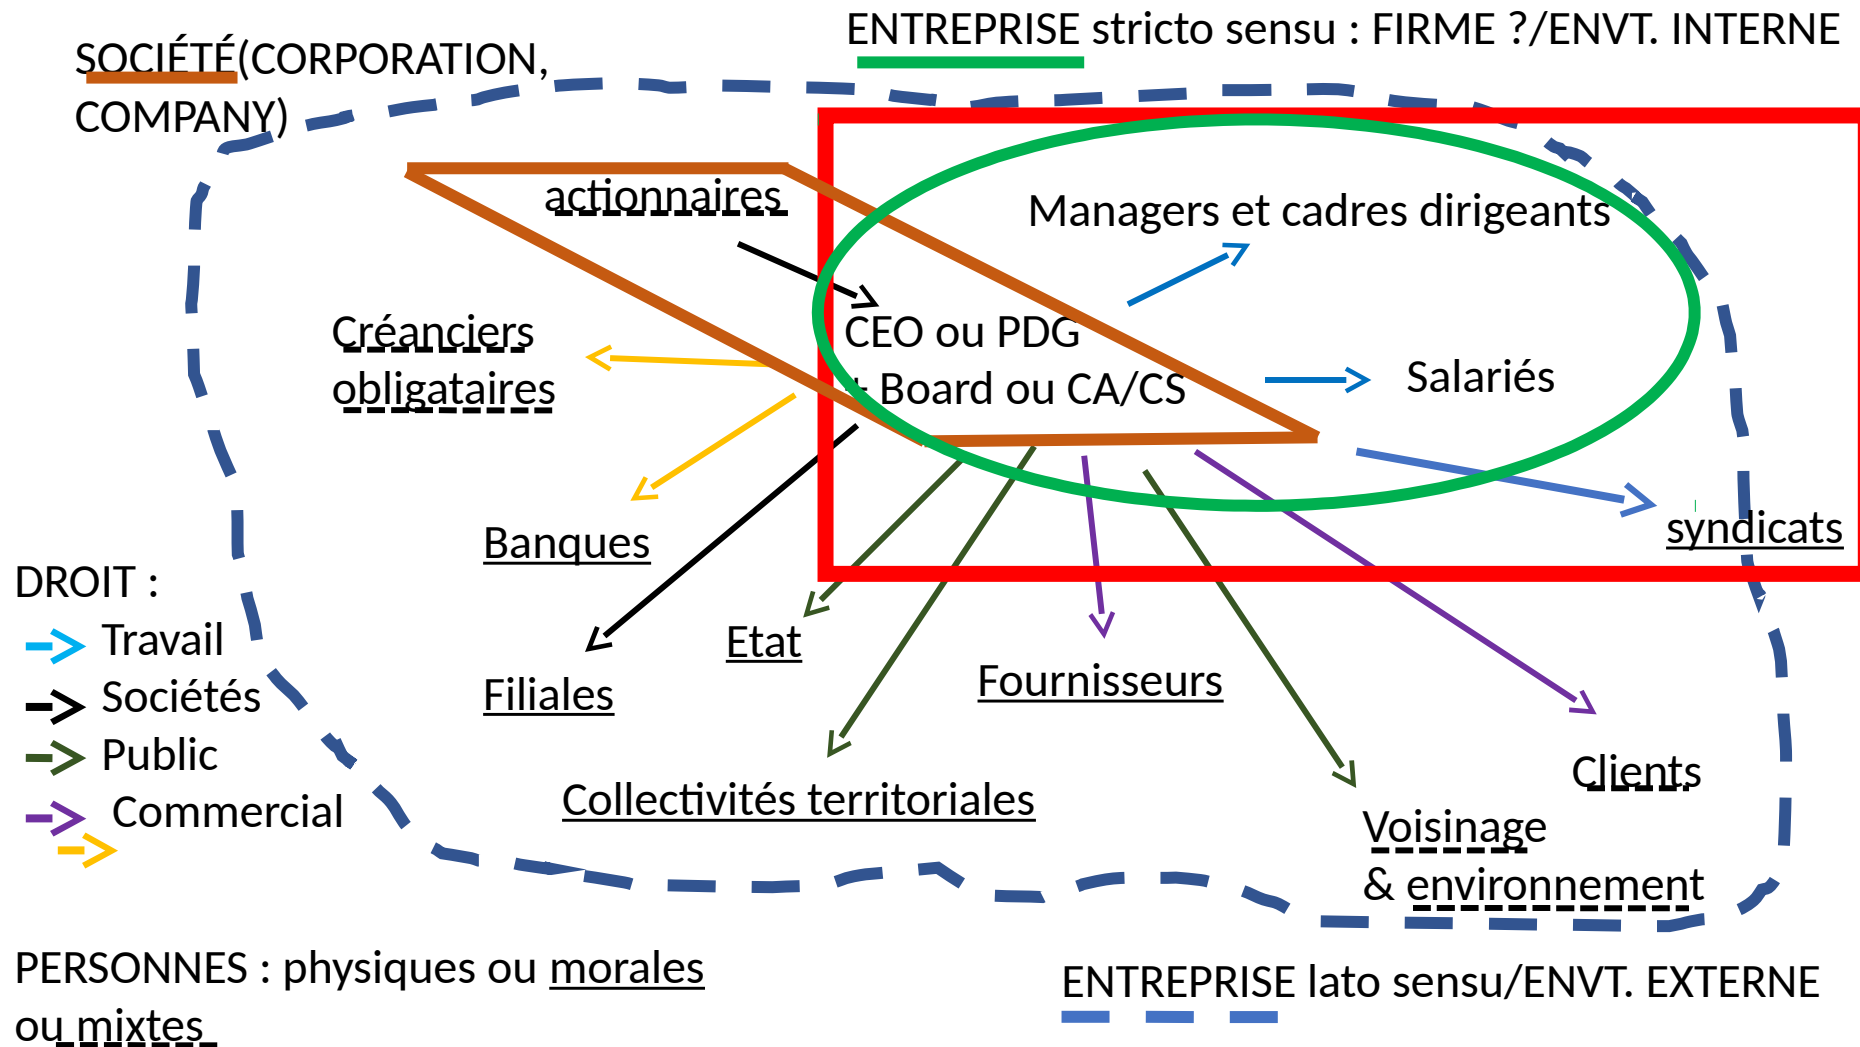 ENTREPRISE stricto sensu : FIRME ?/ENVT. INTERNE
SOCIÉTÉ(CORPORATION,
COMPANY)
actionnaires
Managers et cadres dirigeants
Créanciers
obligataires
CEO ou PDG
+ Board ou CA/CS
Salariés
syndicats
Banques
DROIT :
Travail
Sociétés
Public
Commercial
Etat
Filiales
Fournisseurs
Collectivités territoriales
Clients
Voisinage
& environnement
PERSONNES : physiques ou morales
ou mixtes
ENTREPRISE lato sensu/ENVT. EXTERNE